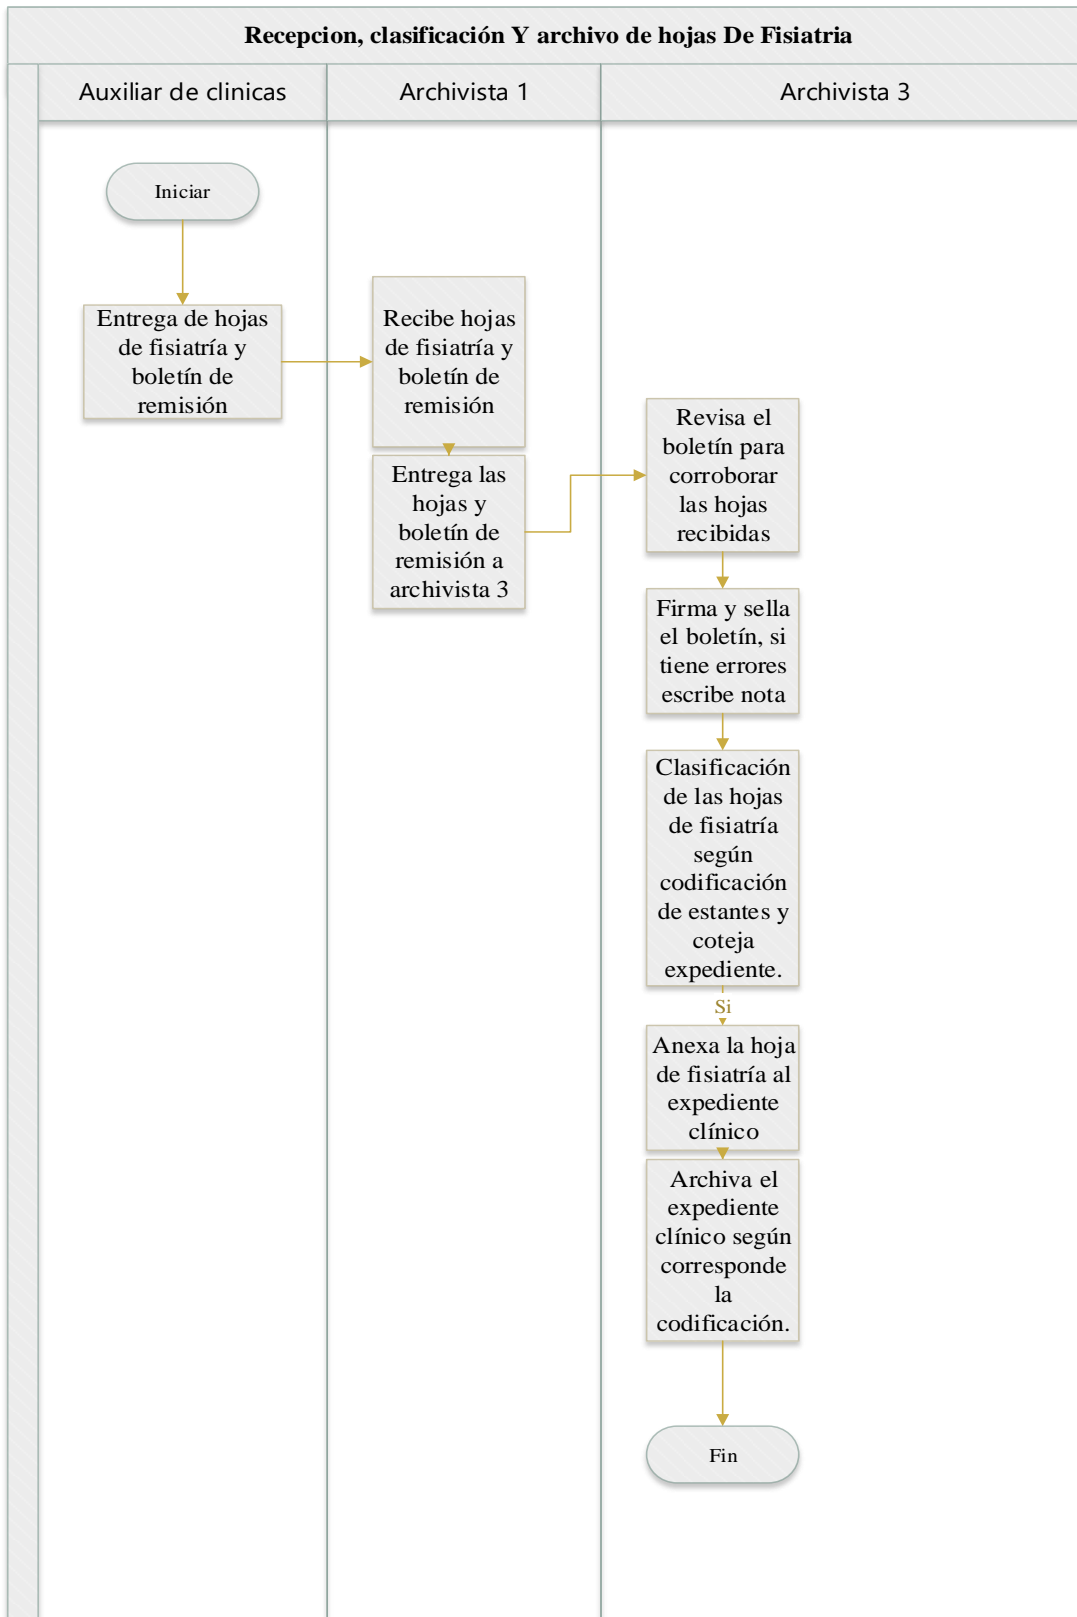 Recepcion, clasificación Y archivo de hojas De Fisiatria
Auxiliar de clinicas
Archivista 1
Archivista 3
Iniciar
Entrega de hojas
de fisiatría y
boletín de
remisión
Recibe hojas
de fisiatría y
boletín de
remisión
Entrega las
hojas y
boletín de
remisión a
archivista 3
Revisa el
boletín para
corroborar
las hojas
recibidas
Firma y sella
el boletín, si
tiene errores
escribe nota
Clasificación
de las hojas
de fisiatría
según
codificación
de estantes y
coteja
expediente.
Si
Anexa la hoja
de fisiatría al
expediente
clínico
Archiva el
expediente
clínico según
corresponde
la
codificación.
Fin